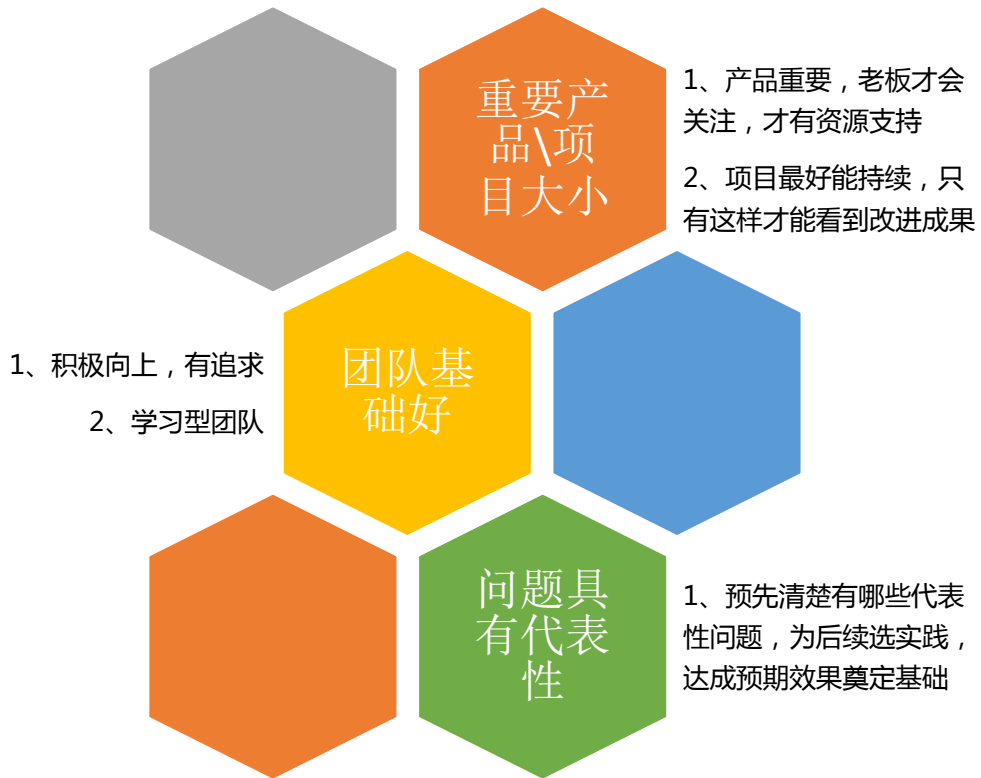 重要产
品\项
目大小
1、产品重要，老板才会
关注，才有资源支持
2、项目最好能持续，只
有这样才能看到改进成果
团队基
础好
1、积极向上，有追求
2、学习型团队
问题具
有代表
性
1、预先清楚有哪些代表
性问题，为后续选实践，
达成预期效果奠定基础